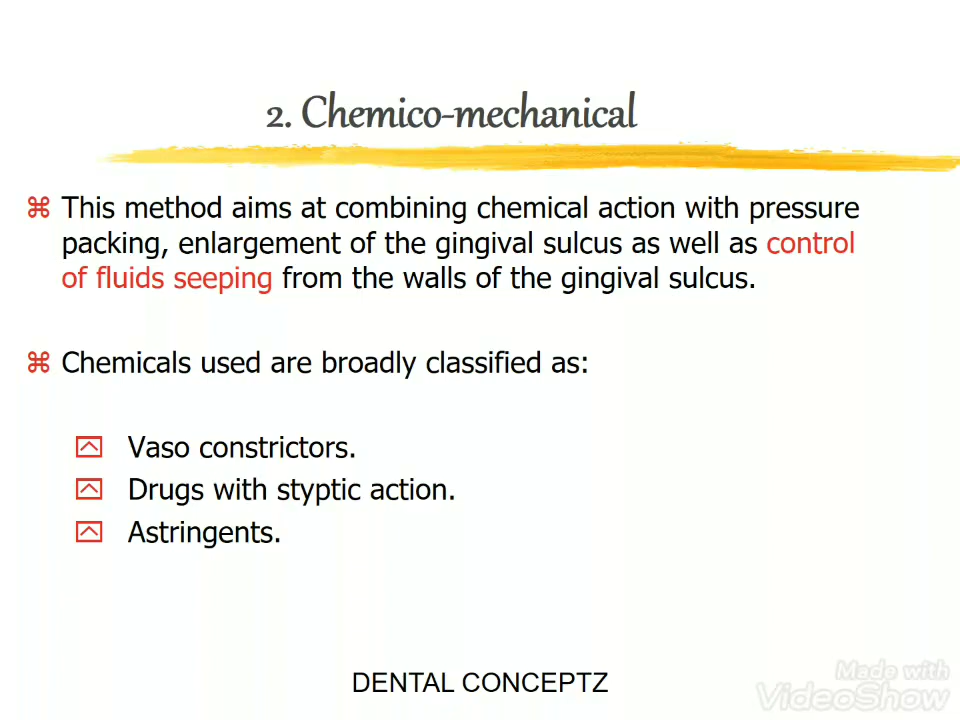 2. Chemico-mechanical
This method aims at combining chemical action with pressure
packing, enlargement of the gingival sulcus as well as control
of fluids seeping from the walls of the gingival sulcus.
Chemicals used are broadly classified as:
Vaso constrictors.
Drugs with styptic action.
Astringents.
DENTAL CONCEPTZ
Made with
VideoShow